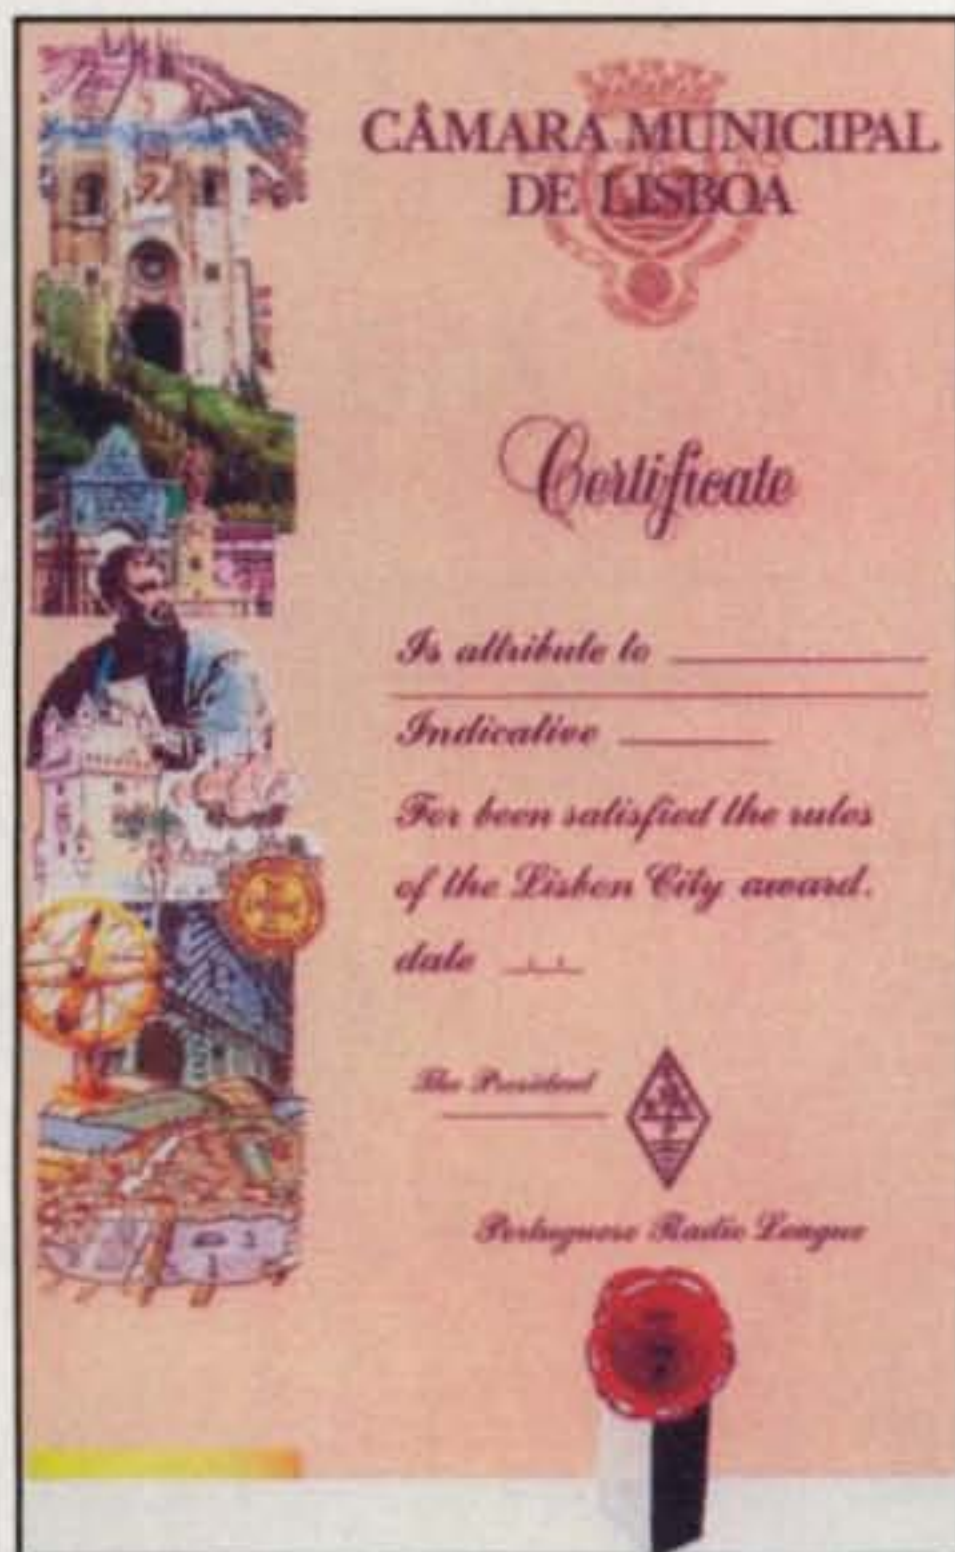 CÂMARA MUNICIPAL
DE LISBOA
Certificate
Is attribute to
Indicative
For been satisfied the rules
of the Lisbon City award.
date
The President
Portuguese Radio League